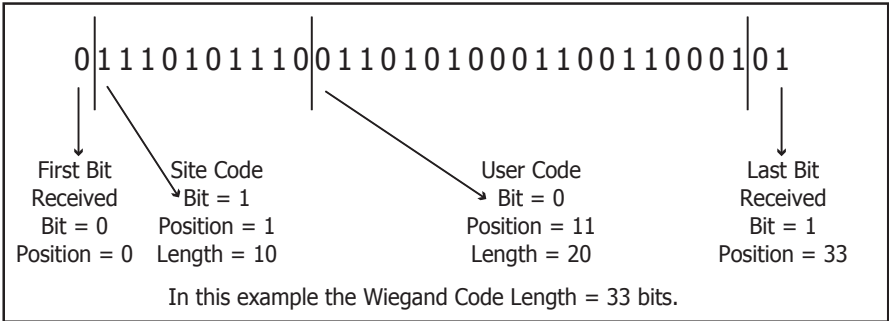 0 1 1 1 0 1 0 1 1 1 0 0 1 1 0 1 0 1 0 0 0 1 1 0 0 1 1 0 0 0 1 0 1
First Bit
Received
Bit = 0
Position = 0
Site Code
Bit = 1
Position = 1
Length = 10
User Code
Bit = 0
Position = 11
Length = 20
Last Bit
Received
Bit = 1
Position = 33
In this example the Wiegand Code Length = 33 bits.